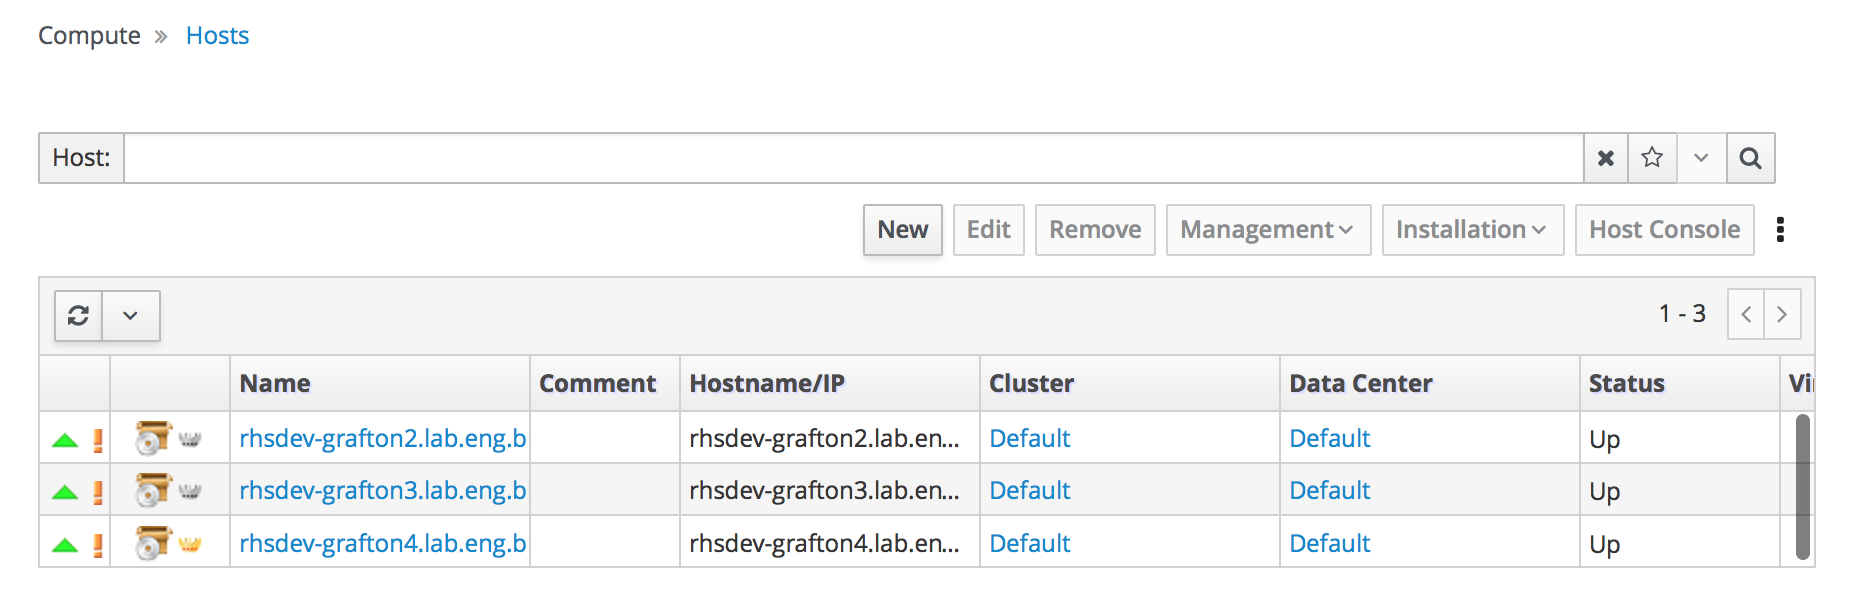 Compute » Hosts
Host:
New Edit Remove Management Installation Host Console
1 - 3
Name Comment Hostname/IP Cluster Data Center Status Vi
rhsdev-grafton2.lab.eng.b rhsdev-grafton2.lab.en... Default Default Up
rhsdev-grafton3.lab.eng.b rhsdev-grafton3.lab.en... Default Default Up
rhsdev-grafton4.lab.eng.b rhsdev-grafton4.lab.en... Default Default Up